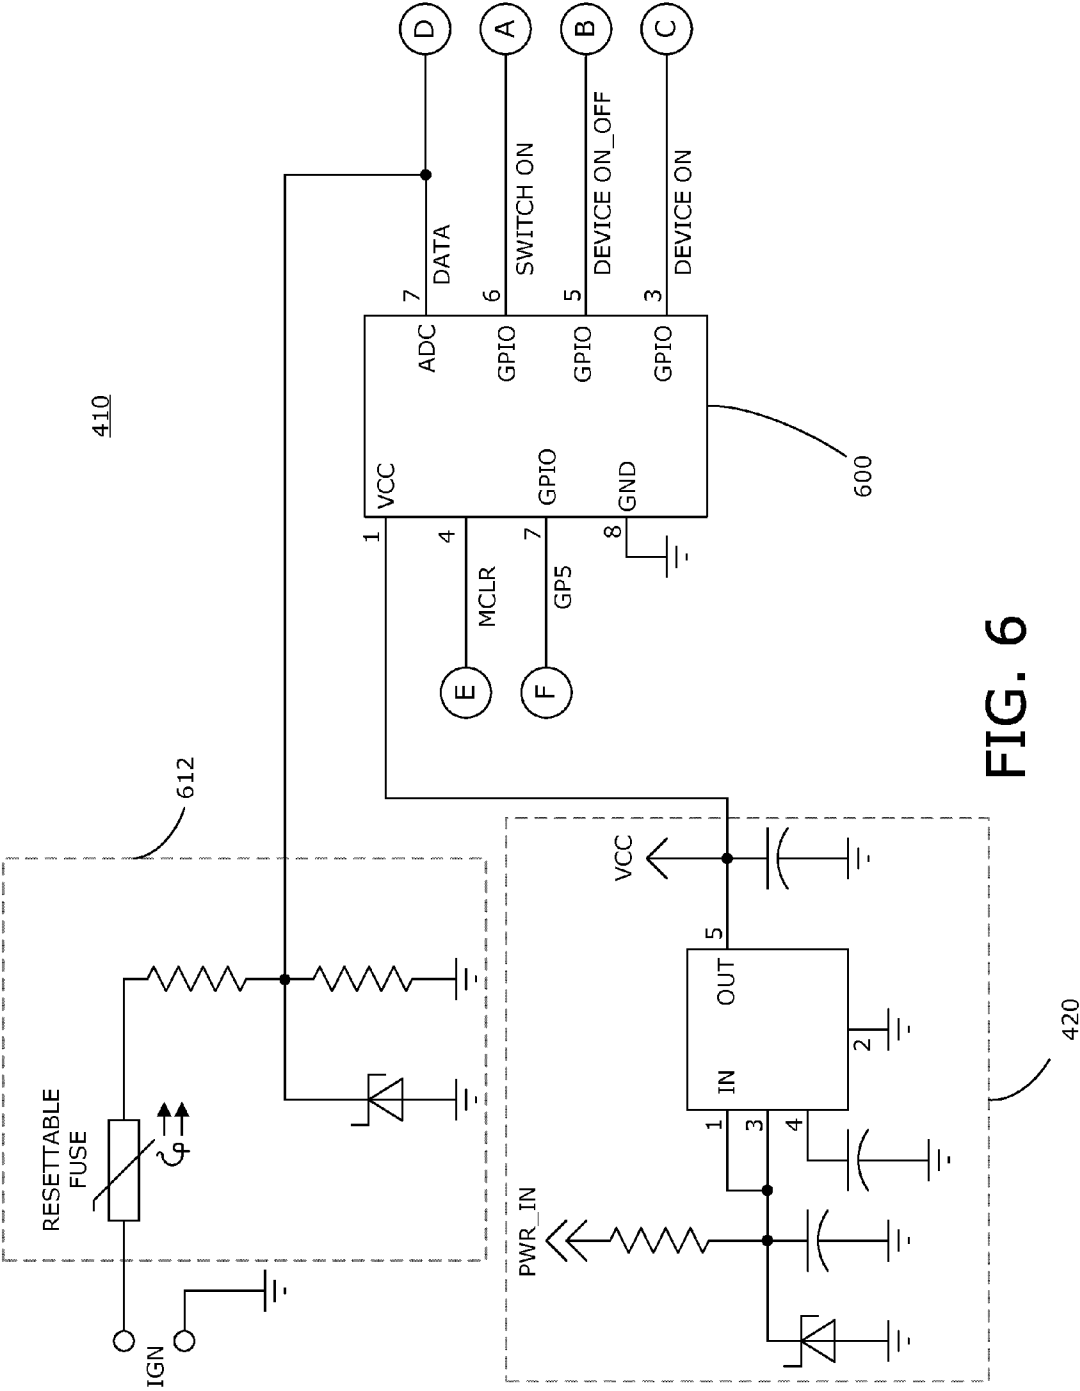 410
612
RESETTABLE
FUSE
φ
IGN
D
A
B
C
DATA
SWITCH ON
DEVICE ON_OFF
DEVICE ON
7
6
5
3
ADC
GPIO
GPIO
GPIO
VCC
GPIO
GND
1
4
7
8
MCLR
GP5
E
F
600
VCC
PWR_IN
5
OUT
IN
1
3
4
2
420
FIG. 6